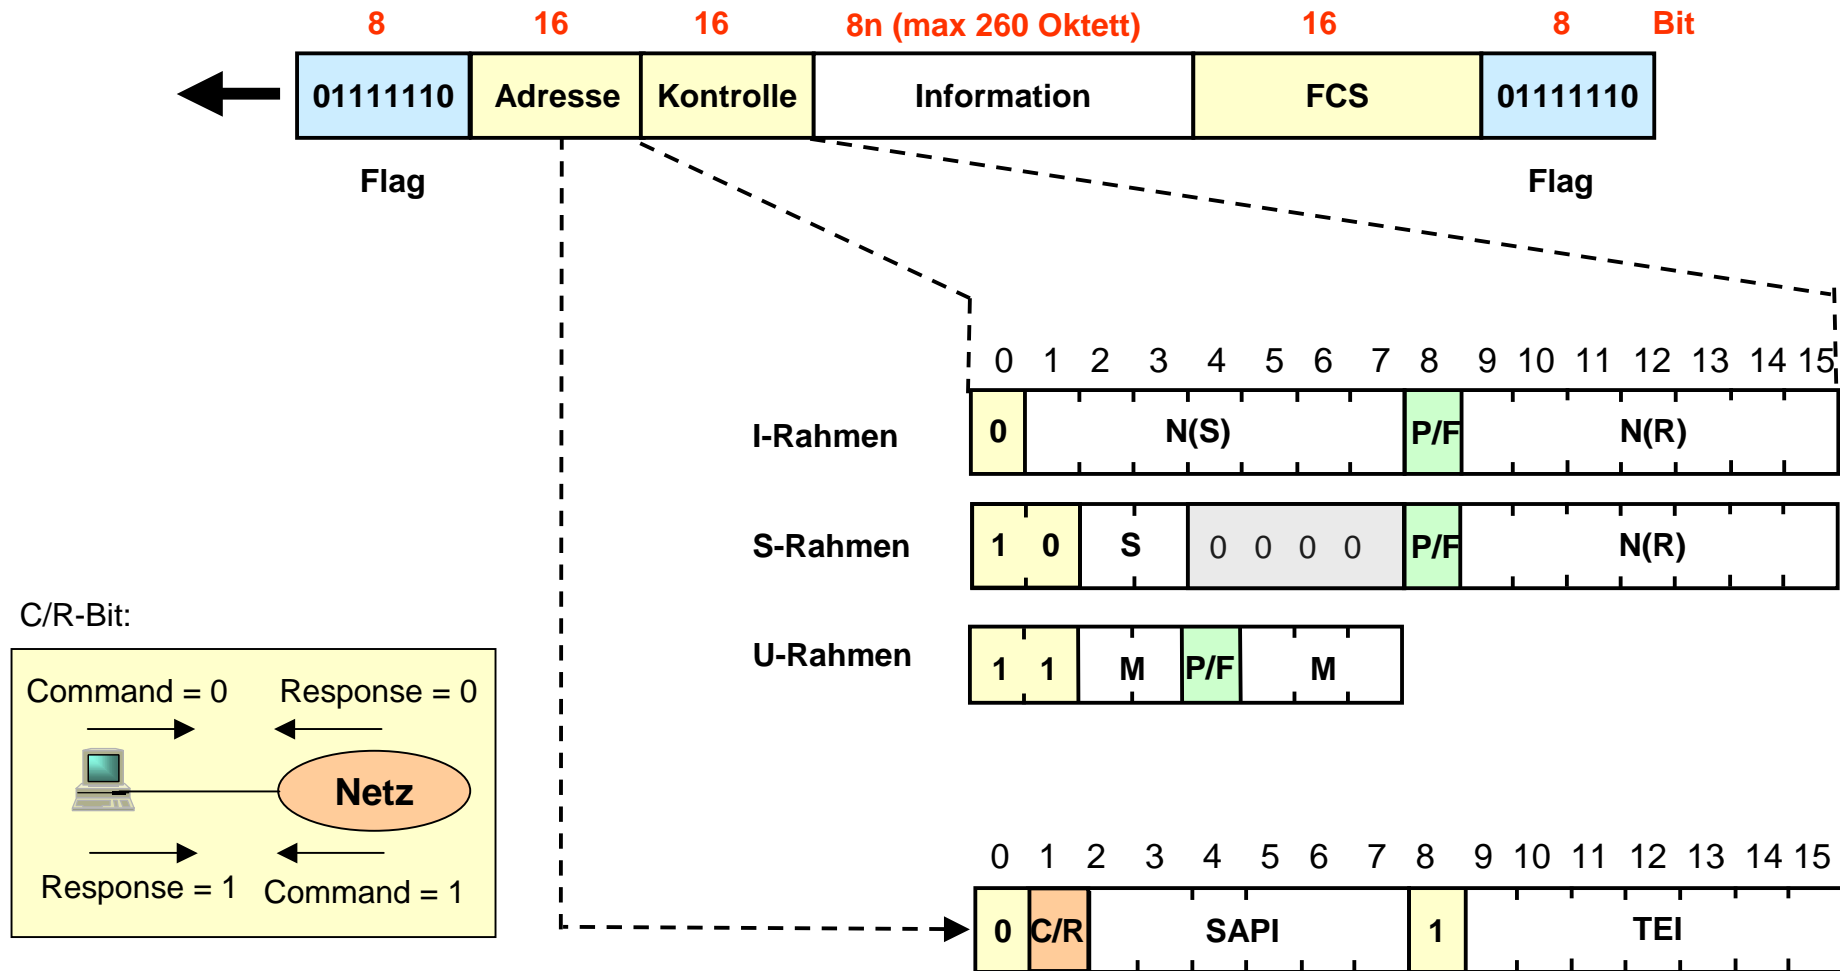 8 16 16 8n (max 260 Oktett) 16 8 Bit
01111110 Adresse Kontrolle Information FCS 01111110
Flag Flag
0 1 2 3 4 5 6 7 8 9 10 11 12 13 14 15
I-Rahmen 0 N(S) P/F N(R)
S-Rahmen 1 0 S 0 0 0 0 P/F N(R)
U-Rahmen 1 1 M P/F M
C/R-Bit:
Command = 0 Response = 0
Netz
Response = 1 Command = 1
0 1 2 3 4 5 6 7 8 9 10 11 12 13 14 15
0 C/R SAPI 1 TEI